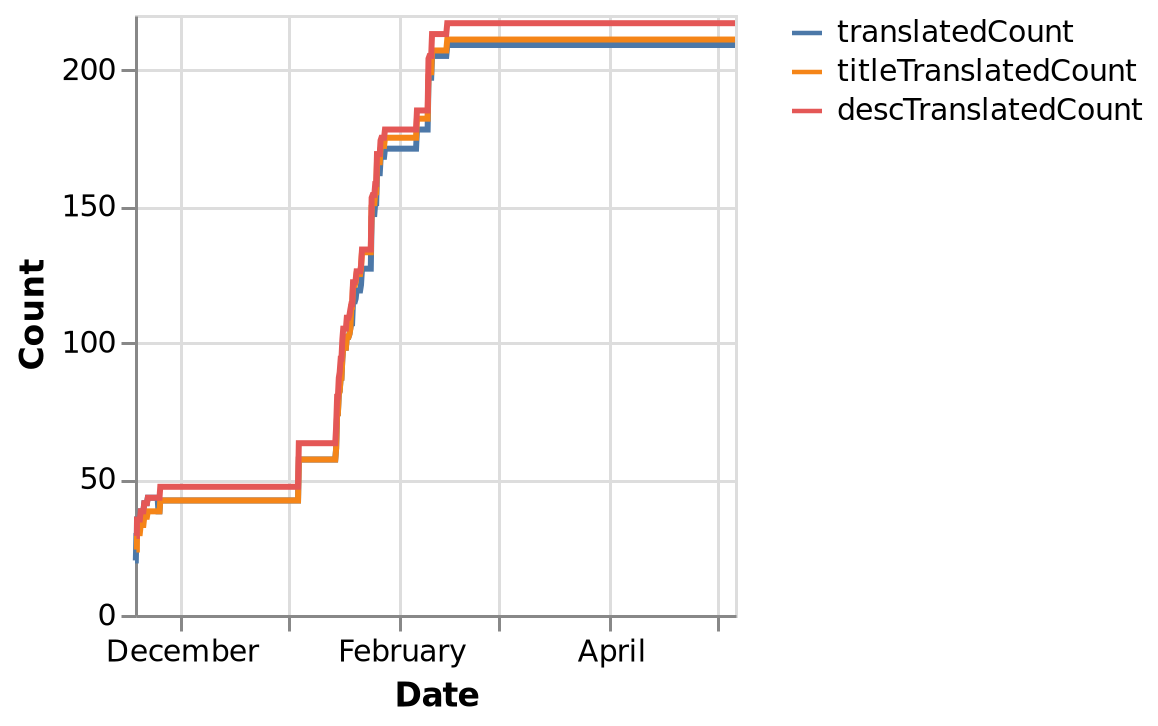 translatedCount
titleTranslatedCount
descTranslatedCount
200
150
100
50
0
Count
December February April
Date